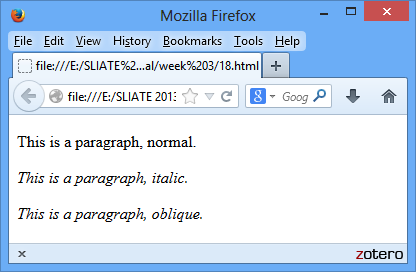 Mozilla Firefox
File Edit View History Bookmarks Tools Help
file:///E:/SLIATE%2...al/week%203/18.html
file:///E:/SLIATE 2013
Goog
This is a paragraph, normal.
This is a paragraph, italic.
This is a paragraph, oblique.
zotero